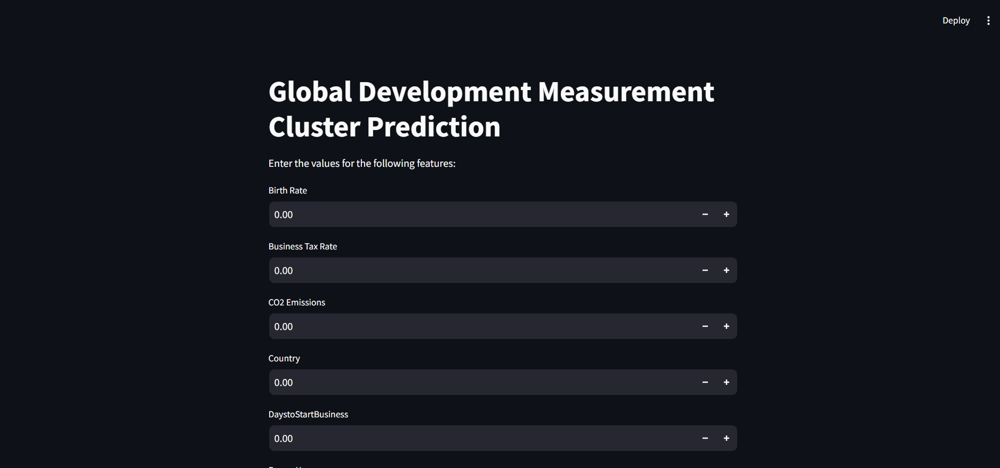 Deploy
Global Development Measurement
Cluster Prediction
Enter the values for the following features:
Birth Rate
0.00
Business Tax Rate
0.00
CO2 Emissions
0.00
Country
0.00
DaystoStartBusiness
0.00